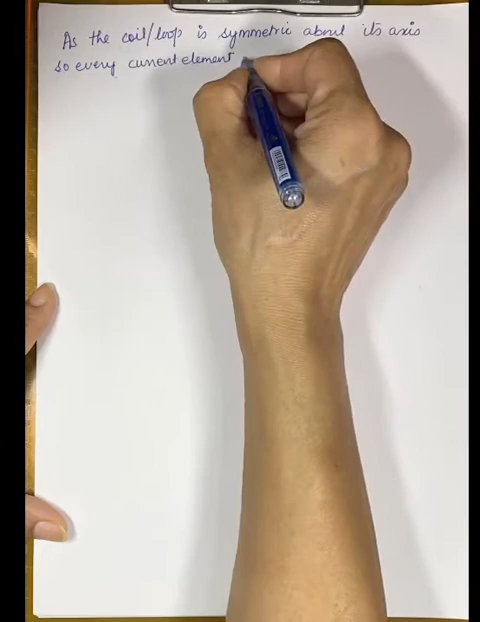 As the coil/loop is symmetric about its axis
so every current element